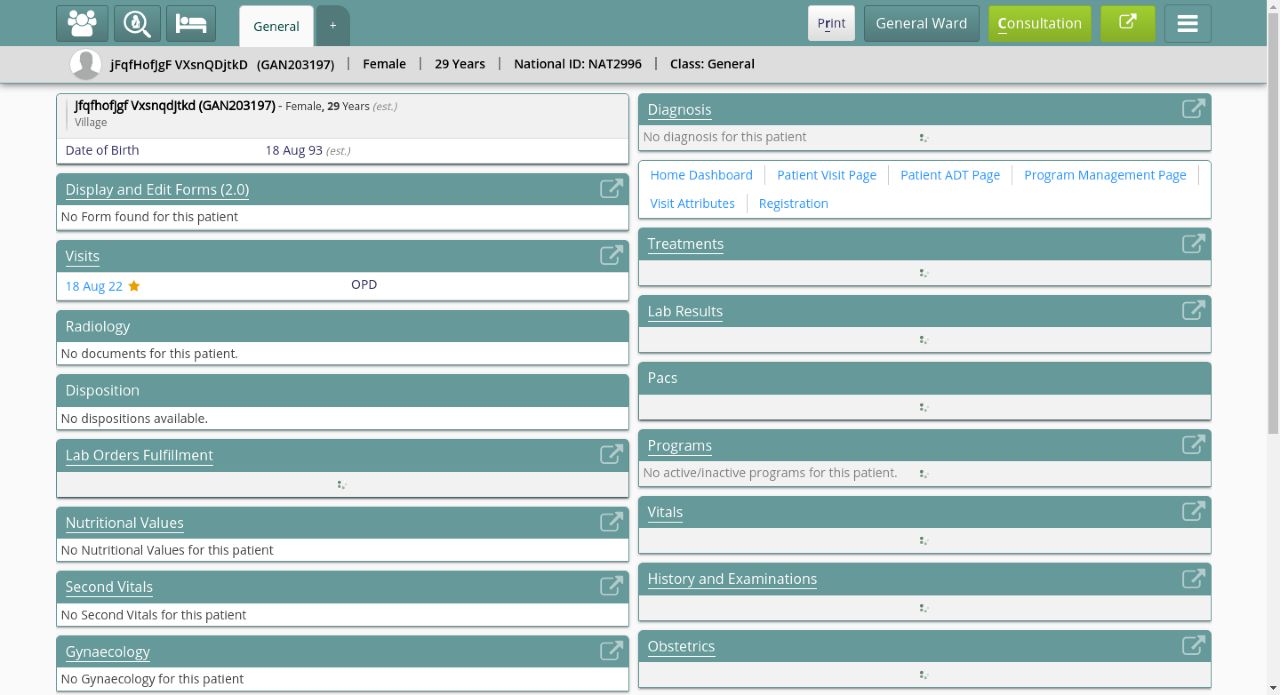 General
+
Print
General Ward
Consultation
jFqfHofJgF VXsnQDjtkD (GAN203197) | Female | 29 Years | National ID: NAT2996 | Class: General
Jfqfhofjgf Vxsnqdjtkd (GAN203197) - Female, 29 Years (est.)
Village
Date of Birth 18 Aug 93 (est.)
Display and Edit Forms (2.0)
No Form found for this patient
Visits
18 Aug 22 OPD
Radiology
No documents for this patient.
Disposition
No dispositions available.
Lab Orders Fulfillment
Nutritional Values
No Nutritional Values for this patient
Second Vitals
No Second Vitals for this patient
Gynaecology
No Gynaecology for this patient
Diagnosis
No diagnosis for this patient
Home Dashboard Patient Visit Page Patient ADT Page Program Management Page
Visit Attributes Registration
Treatments
Lab Results
Pacs
Programs
No active/inactive programs for this patient.
Vitals
History and Examinations
Obstetrics